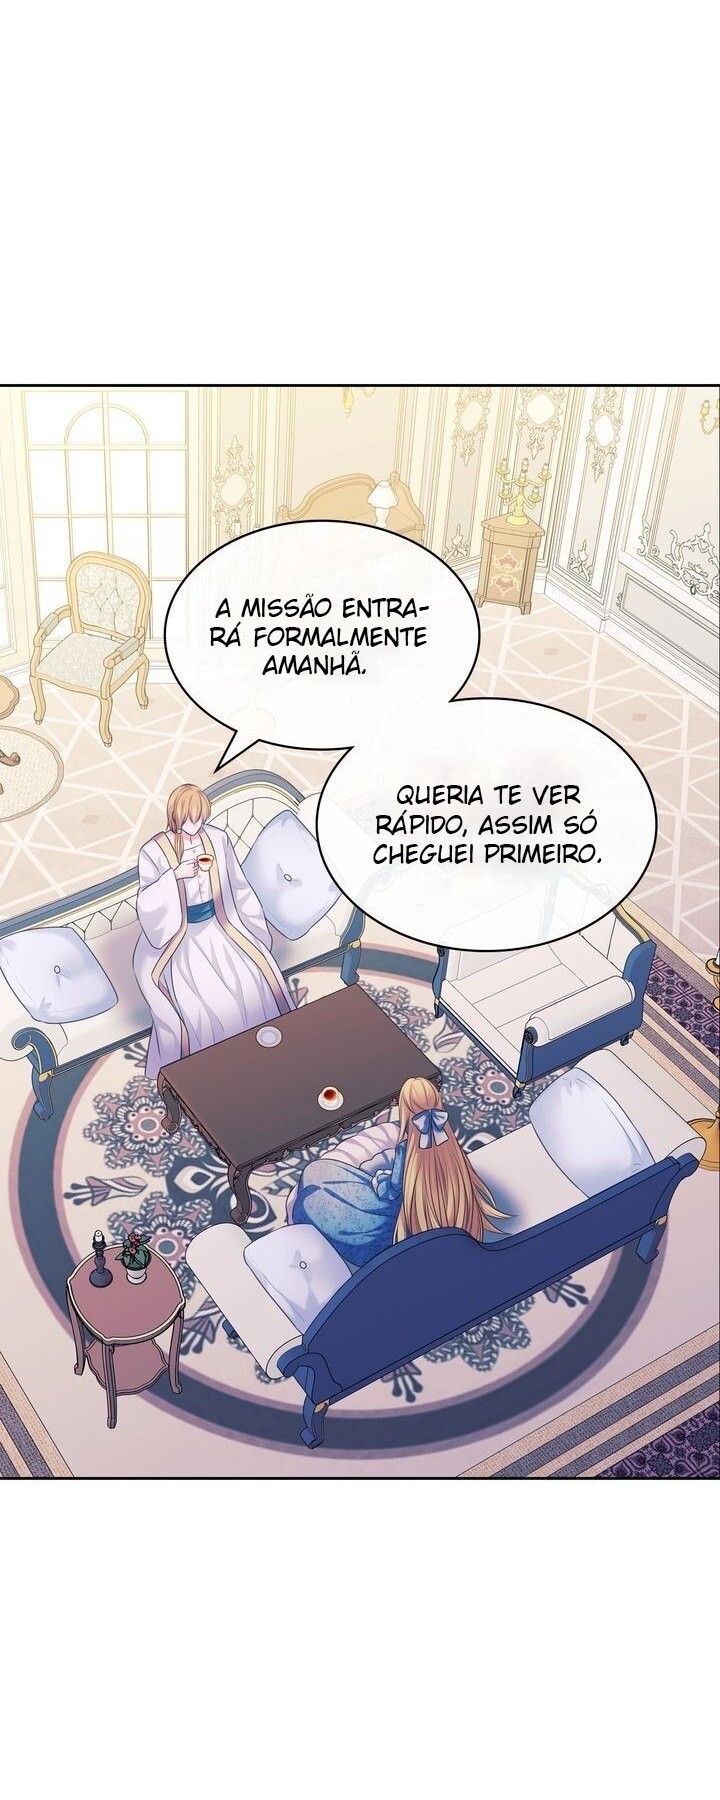 A MISSÃO ENTRA-
RÁ FORMALMENTE
AMANHÃ.
QUERIA TE VER
RÁPIDO, ASSIM SÓ
CHEGUEI PRIMEIRO.